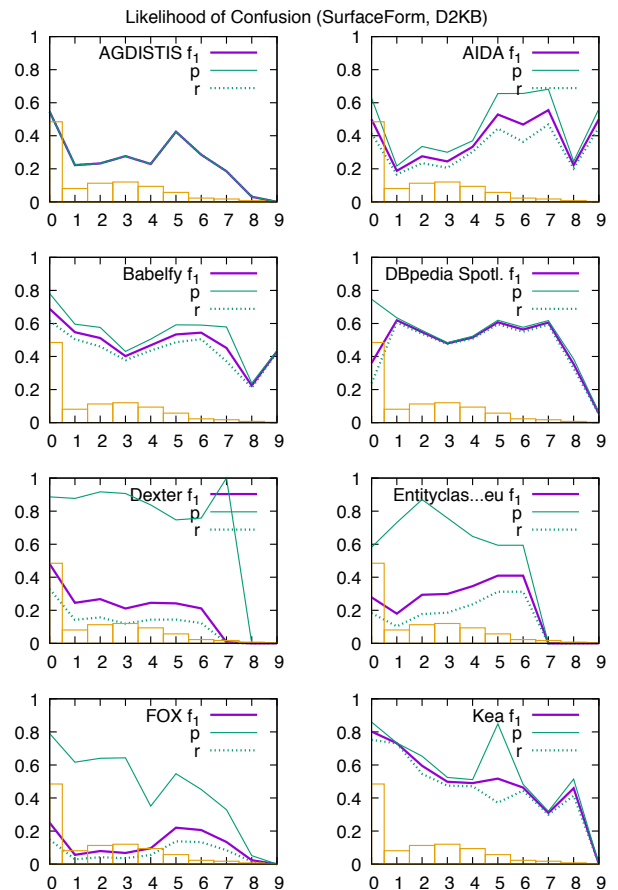 Likelihood of Confusion (SurfaceForm, D2KB)
AGDISTIS f1
p
r
1
0.8
0.6
0.4
0.2
0
0 1 2 3 4 5 6 7 8 9
AIDA f1
p
r
1
0.8
0.6
0.4
0.2
0
0 1 2 3 4 5 6 7 8 9
Babelfy f1
p
r
1
0.8
0.6
0.4
0.2
0
0 1 2 3 4 5 6 7 8 9
DBpedia Spotl. f1
p
r
1
0.8
0.6
0.4
0.2
0
0 1 2 3 4 5 6 7 8 9
Dexter f1
p
r
1
0.8
0.6
0.4
0.2
0
0 1 2 3 4 5 6 7 8 9
Entityclas...eu f1
p
r
1
0.8
0.6
0.4
0.2
0
0 1 2 3 4 5 6 7 8 9
FOX f1
p
r
1
0.8
0.6
0.4
0.2
0
0 1 2 3 4 5 6 7 8 9
Kea f1
p
r
1
0.8
0.6
0.4
0.2
0
0 1 2 3 4 5 6 7 8 9